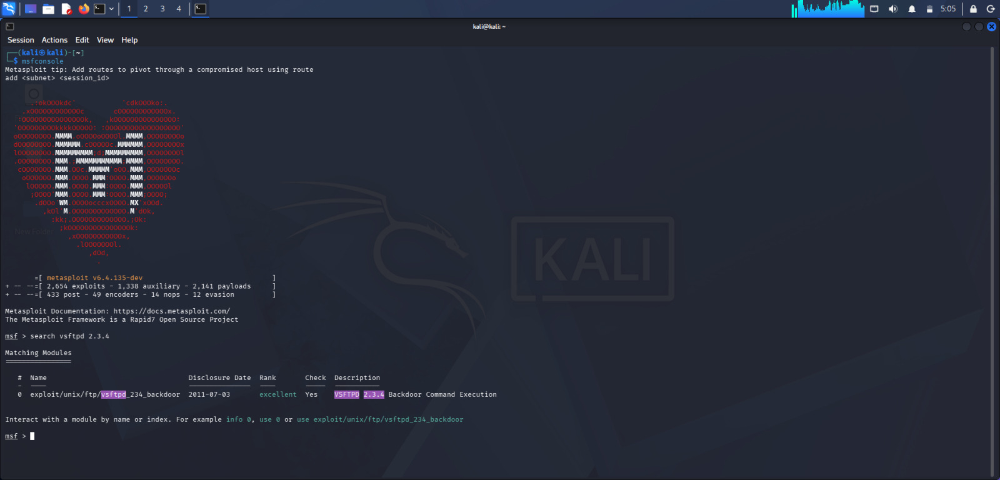 1 2 3 4
5:05
kali@kali: ~
Session Actions Edit View Help
┌──(kali㉿kali)-[~]
└─$ msfconsole
Metasploit tip: Add routes to pivot through a compromised host using route
add <subnet> <session_id>
.:okOOOkdc' 'cdkOOOko:.
.xOOOOOOOOOOOOc cOOOOOOOOOOOOx.
:OOOOOOOOOOOOOOOk, ,kOOOOOOOOOOOOOOO:
'OOOOOOOOOkkkkOOOOO: :OOOOOOOOOOOOOOOOOO'
oOOOOOOOO.MMMM.oOOOOoOOOOl.MMMM,OOOOOOOOo
dOOOOOOOO.MMMMMM.cOOOOOc.MMMMMM,OOOOOOOOx
lOOOOOOOO.MMMMMMMMM;d;MMMMMMMMM,OOOOOOOOl
.OOOOOOOO.MMM.;MMMMMMMMMMM;MMMM,OOOOOOOO.
cOOOOOOO.MMM.OOc.MMMMM'oOO.MMM,OOOOOOOc
oOOOOOO.MMM.OOOO.MMM:OOOO.MMM,OOOOOOo
lOOOOO.MMM.OOOO.MMM:OOOO.MMM,OOOOOl
;OOOO'MMM.OOOO.MMM:OOOO.MMM;OOOO;
.dOOo'WM.OOOOocccxOOOO.MX'xOOd.
,kOl'M.OOOOOOOOOOOOO.M'dOk,
:kk;.OOOOOOOOOOOOO.;Ok:
;kOOOOOOOOOOOOOOOk:
,xOOOOOOOOOOOx,
.lOOOOOOOl.
,dOd,
.
New Folder
KALI
=[ metasploit v6.4.135-dev ]
+ -- --=[ 2,654 exploits - 1,338 auxiliary - 2,141 payloads ]
+ -- --=[ 433 post - 49 encoders - 14 nops - 12 evasion ]
Metasploit Documentation: https://docs.metasploit.com/
The Metasploit Framework is a Rapid7 Open Source Project
msf > search vsftpd 2.3.4
Matching Modules
================
# Name Disclosure Date Rank Check Description
- ---- --------------- ---- ----- -----------
0 exploit/unix/ftp/vsftpd_234_backdoor 2011-07-03 excellent Yes VSFTPD 2.3.4 Backdoor Command Execution
Interact with a module by name or index. For example info 0, use 0 or use exploit/unix/ftp/vsftpd_234_backdoor
msf >